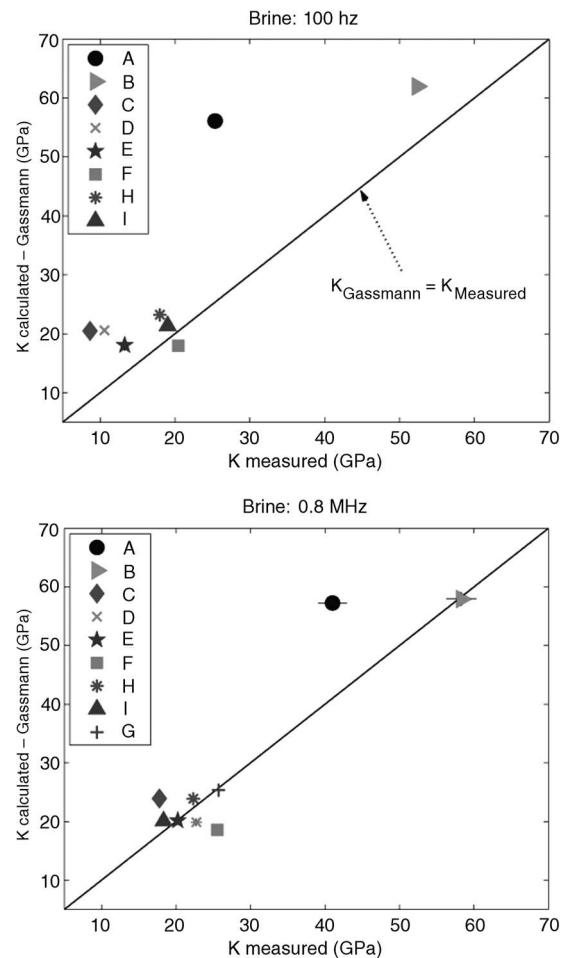 Brine: 100 hz
70
60
50
40
30
20
10
K calculated – Gassmann (GPa)
A
B
C
D
E
F
H
I
K Gassmann = K Measured
10 20 30 40 50 60 70
K measured (GPa)
Brine: 0.8 MHz
70
60
50
40
30
20
10
K calculated – Gassmann (GPa)
A
B
C
D
E
F
H
I
G
10 20 30 40 50 60 70
K measured (GPa)